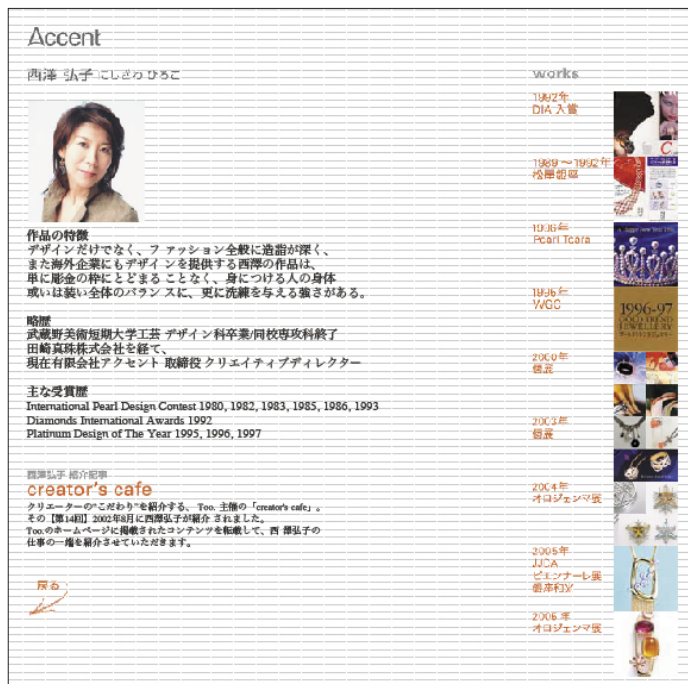 Accent
西澤 弘子 にしざわ ひろこ
作品の特徴
デザインだけでなく、ファッション全般に造詣が深く、
また海外企業にもデザインを提供する西澤の作品は、
単に彫金の枠にとどまることなく、身につける人の身体
或いは装い全体のバランスに、更に洗練を与える強さがある。
略歴
武蔵野美術短期大学工芸デザイン科卒業/同校専攻科終了
田崎真珠株式会社を経て、
現在有限会社アクセント 取締役クリエイティブディレクター
主な受賞歴
International Pearl Design Contest 1980, 1982, 1983, 1985, 1986, 1993
Diamonds International Awards 1992
Platinum Design of The Year 1995, 1996, 1997
西澤弘子 紹介記事
creator's cafe
クリエーターの"こだわり"を紹介する、 Too. 主催の「creator's cafe」。
その【第14回】2002年8月に西澤弘子が紹介されました。
Too.のホームページに掲載されたコンテンツを転載して、西澤弘子の
仕事の一端を紹介させていただきます。
戻る
works
1992年
DIA 入賞
1989～1992年
松屋銀座
1996年
Pearl Teara
1996年
WGC
1996-97
GOLD TREND
JEWELLERY
2000年
個展
2003年
個展
2004年
オロジェンマ展
2005年
JJCA
ビエンナーレ展
銀座和光
2006年
オロジェンマ展